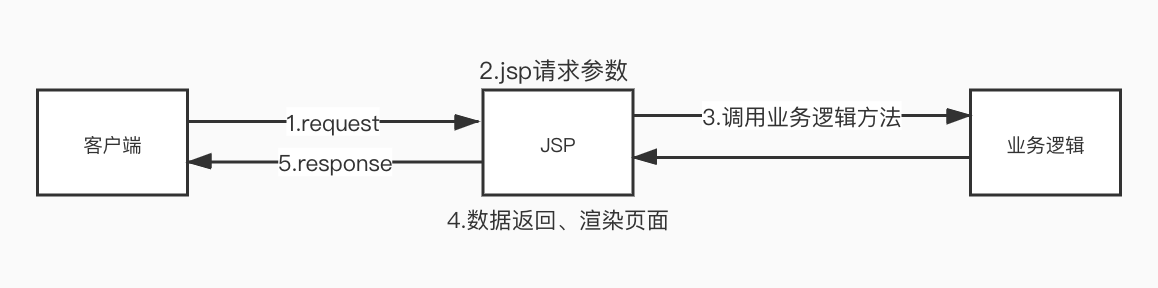 2.jsp请求参数
客户端
1.request
5.response
JSP
3.调用业务逻辑方法
业务逻辑
4.数据返回、渲染页面